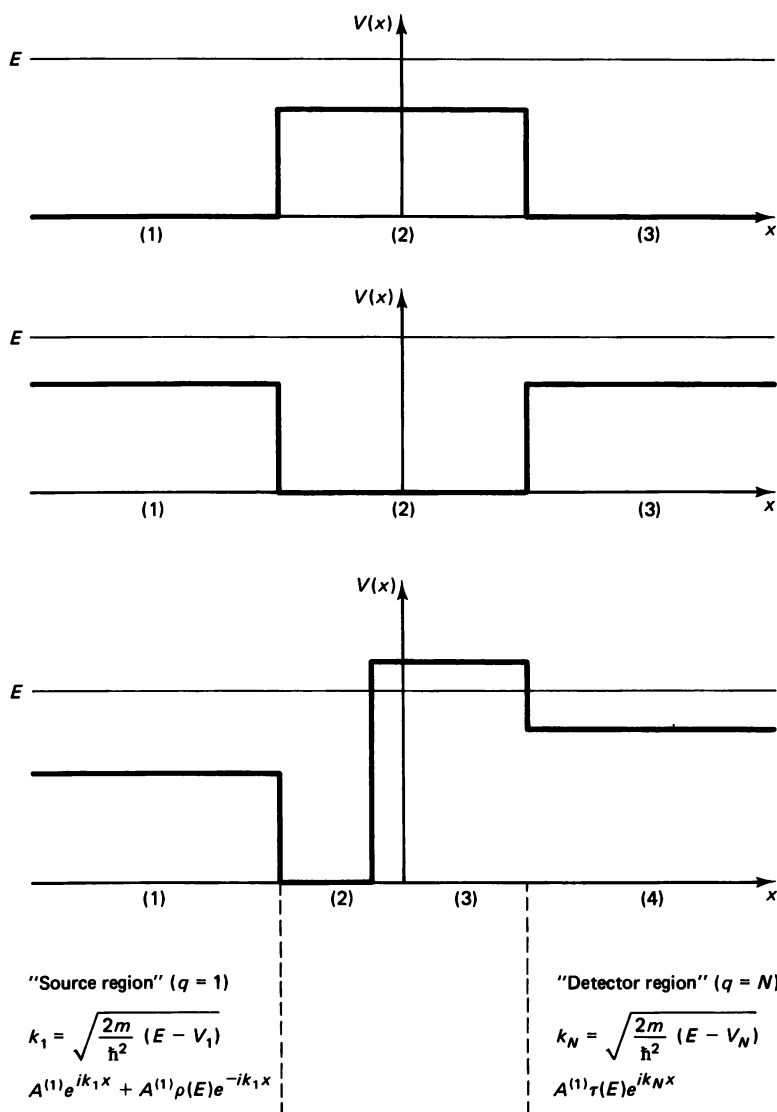 V(x)
E
(1) (2) (3) x
V(x)
E
(1) (2) (3) x
V(x)
E
(1) (2) (3) (4) x
"Source region" (q = 1) "Detector region" (q = N)
k₁ = √(2m/ħ² (E − V₁)) k_N = √(2m/ħ² (E − V_N))
A⁽¹⁾e^{ik₁x} + A⁽¹⁾ρ(E)e^{−ik₁x} A⁽¹⁾τ(E)e^{ik_Nx}